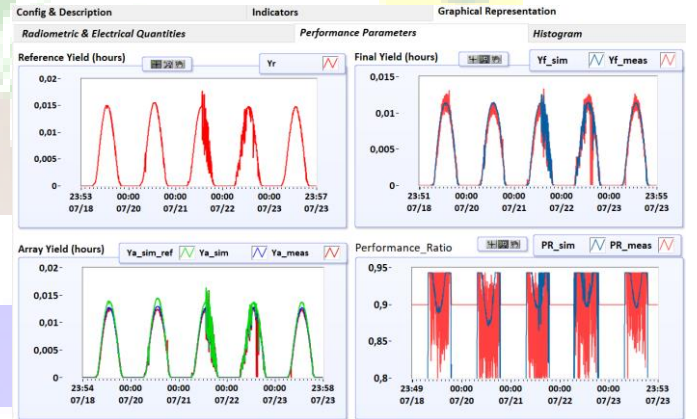 Config & Description Indicators Graphical Representation
Radiometric & Electrical Quantities Performance Parameters Histogram
Reference Yield (hours) Yr
0,02
0,015
0,01
0,005
0
23:53 00:00 00:00 00:00 00:00 23:57
07/18 07/20 07/21 07/22 07/23 07/23
Final Yield (hours) Yf_sim Yf_meas
0,015
0,01
0,005
0
23:51 00:00 00:00 00:00 00:00 23:55
07/18 07/20 07/21 07/22 07/23 07/23
Array Yield (hours) Ya_sim_ref Ya_sim Ya_meas
0,02
0,015
0,01
0,005
0
23:54 00:00 00:00 00:00 00:00 23:58
07/18 07/20 07/21 07/22 07/23 07/23
Performance_Ratio PR_sim PR_meas
0,95
0,9
0,85
0,8
23:49 00:00 00:00 00:00 00:00 23:53
07/18 07/20 07/21 07/22 07/23 07/23